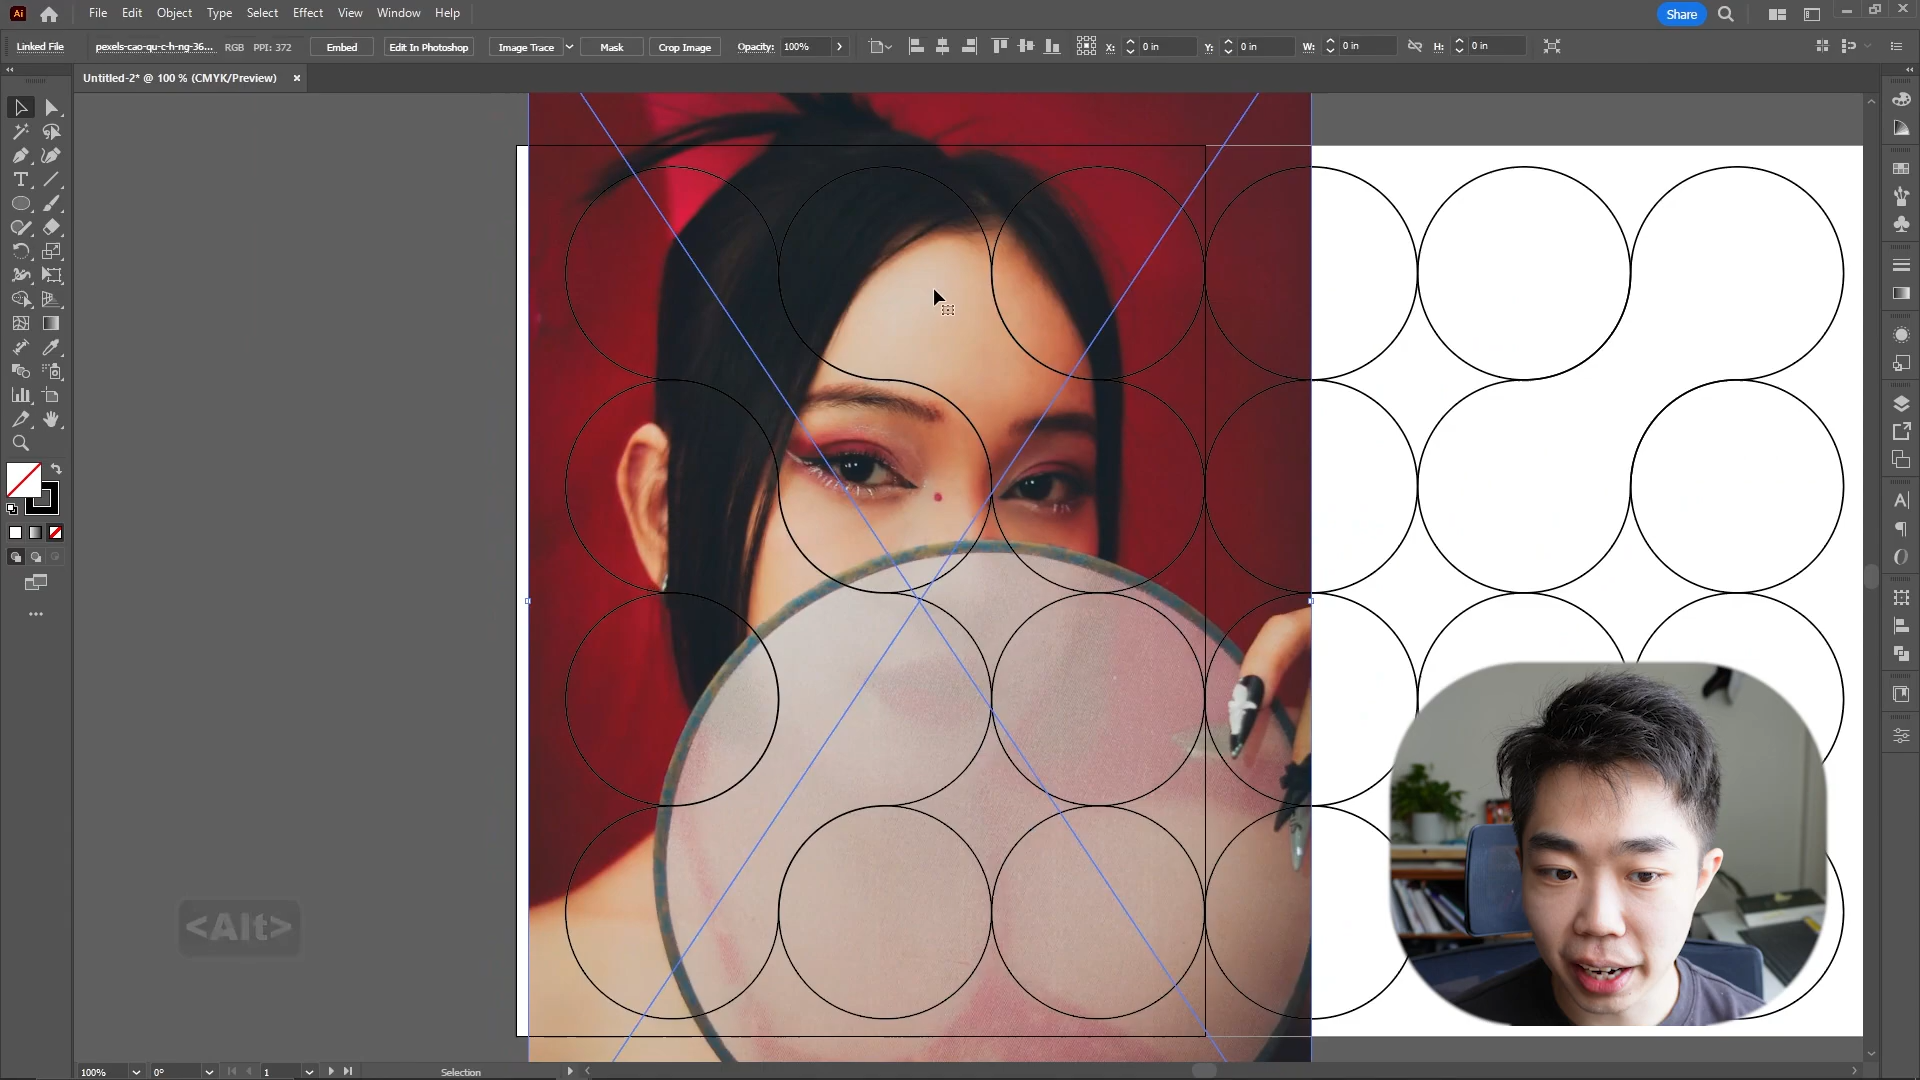 Ai File Edit Object Type Select Effect View Window Help Share
Linked File pexels-cao-qu-c-h-ng-36... RGB PPI: 372 Embed Edit In Photoshop Image Trace Mask Crop Image Opacity: 100% X: 0 in Y: 0 in W: 0 in H: 0 in
Untitled-2* @ 100 % (CMYK/Preview)
<Alt>
100% 0° 1 Selection